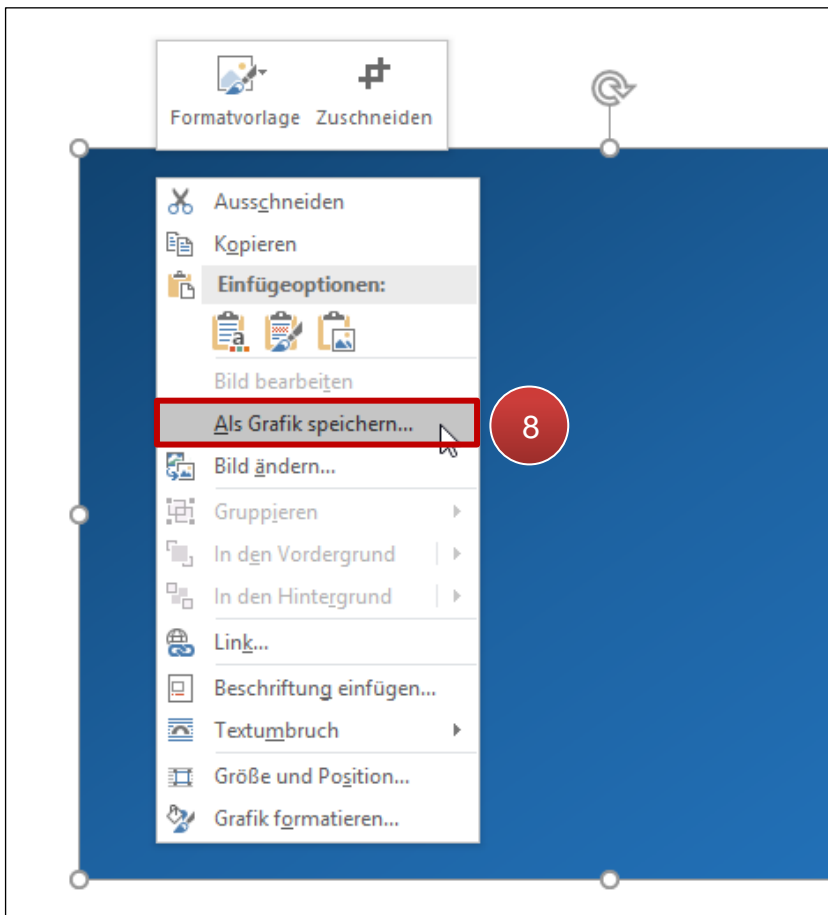 Formatvorlage Zuschneiden
Ausschneiden
Kopieren
Einfügeoptionen:
a
Bild bearbeiten
Als Grafik speichern...
8
Bild ändern...
Gruppieren
In den Vordergrund
In den Hintergrund
Link...
Beschriftung einfügen...
Textumbruch
Größe und Position...
Grafik formatieren...